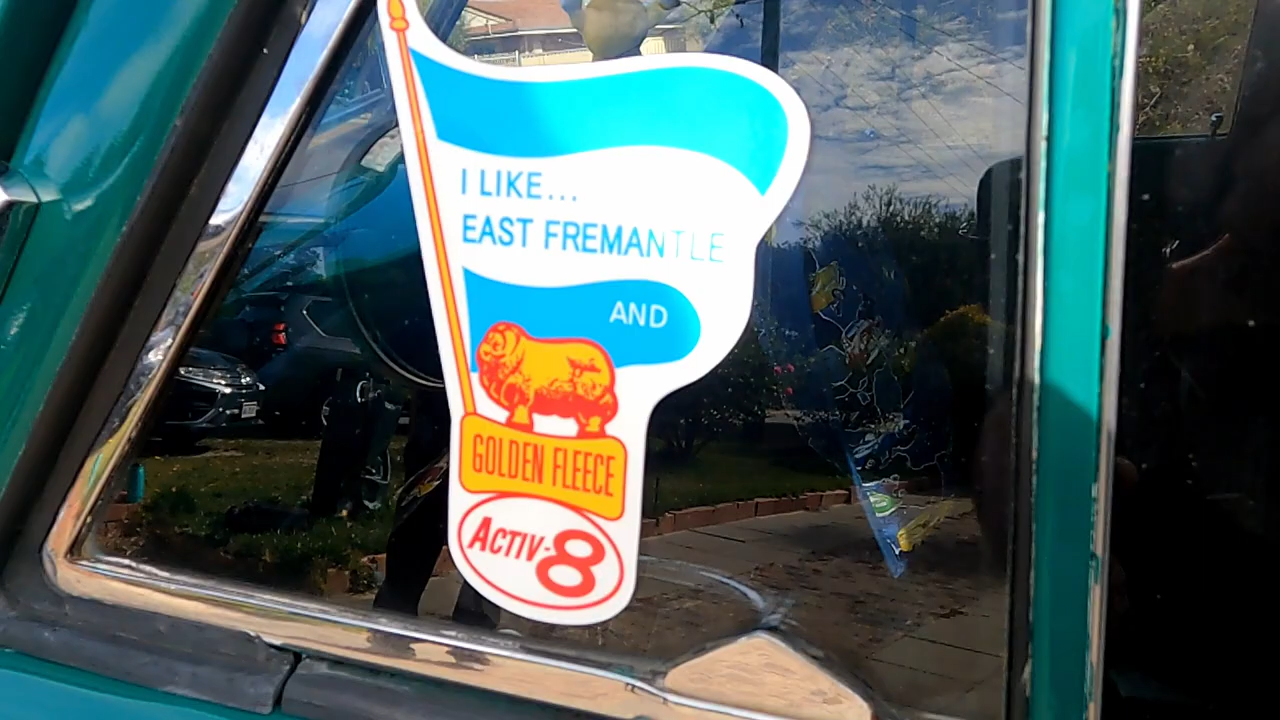 I LIKE...
EAST FREMANTLE
AND
GOLDEN FLEECE
ACTIV-8